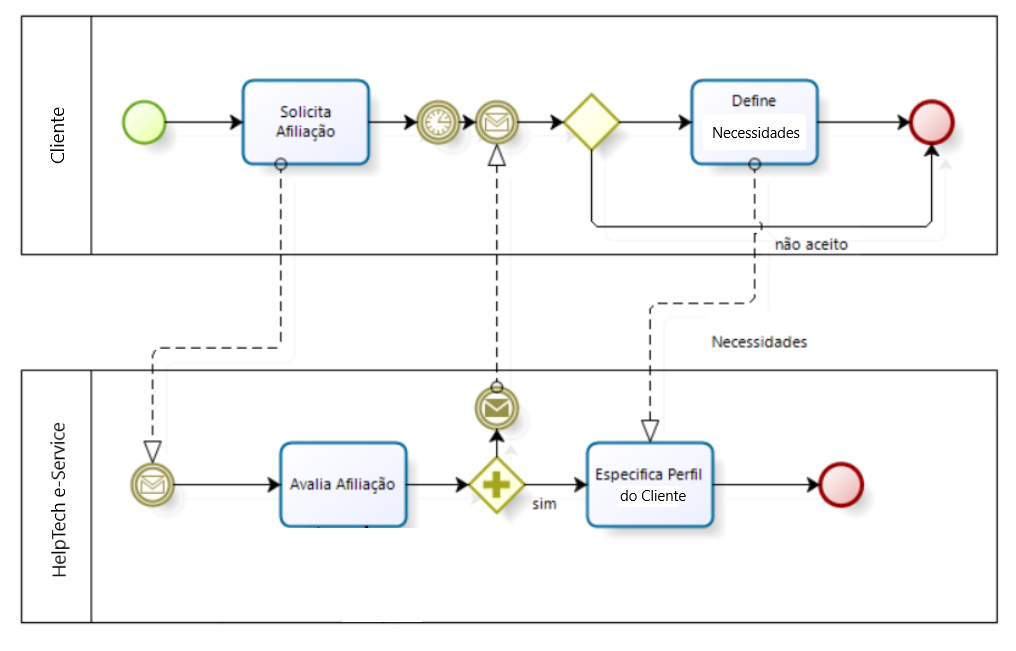 Cliente
Solicita
Afiliação
Define
Necessidades
não aceito
Necessidades
HelpTech e-Service
Avalia Afiliação
sim
Especifica Perfil
do Cliente